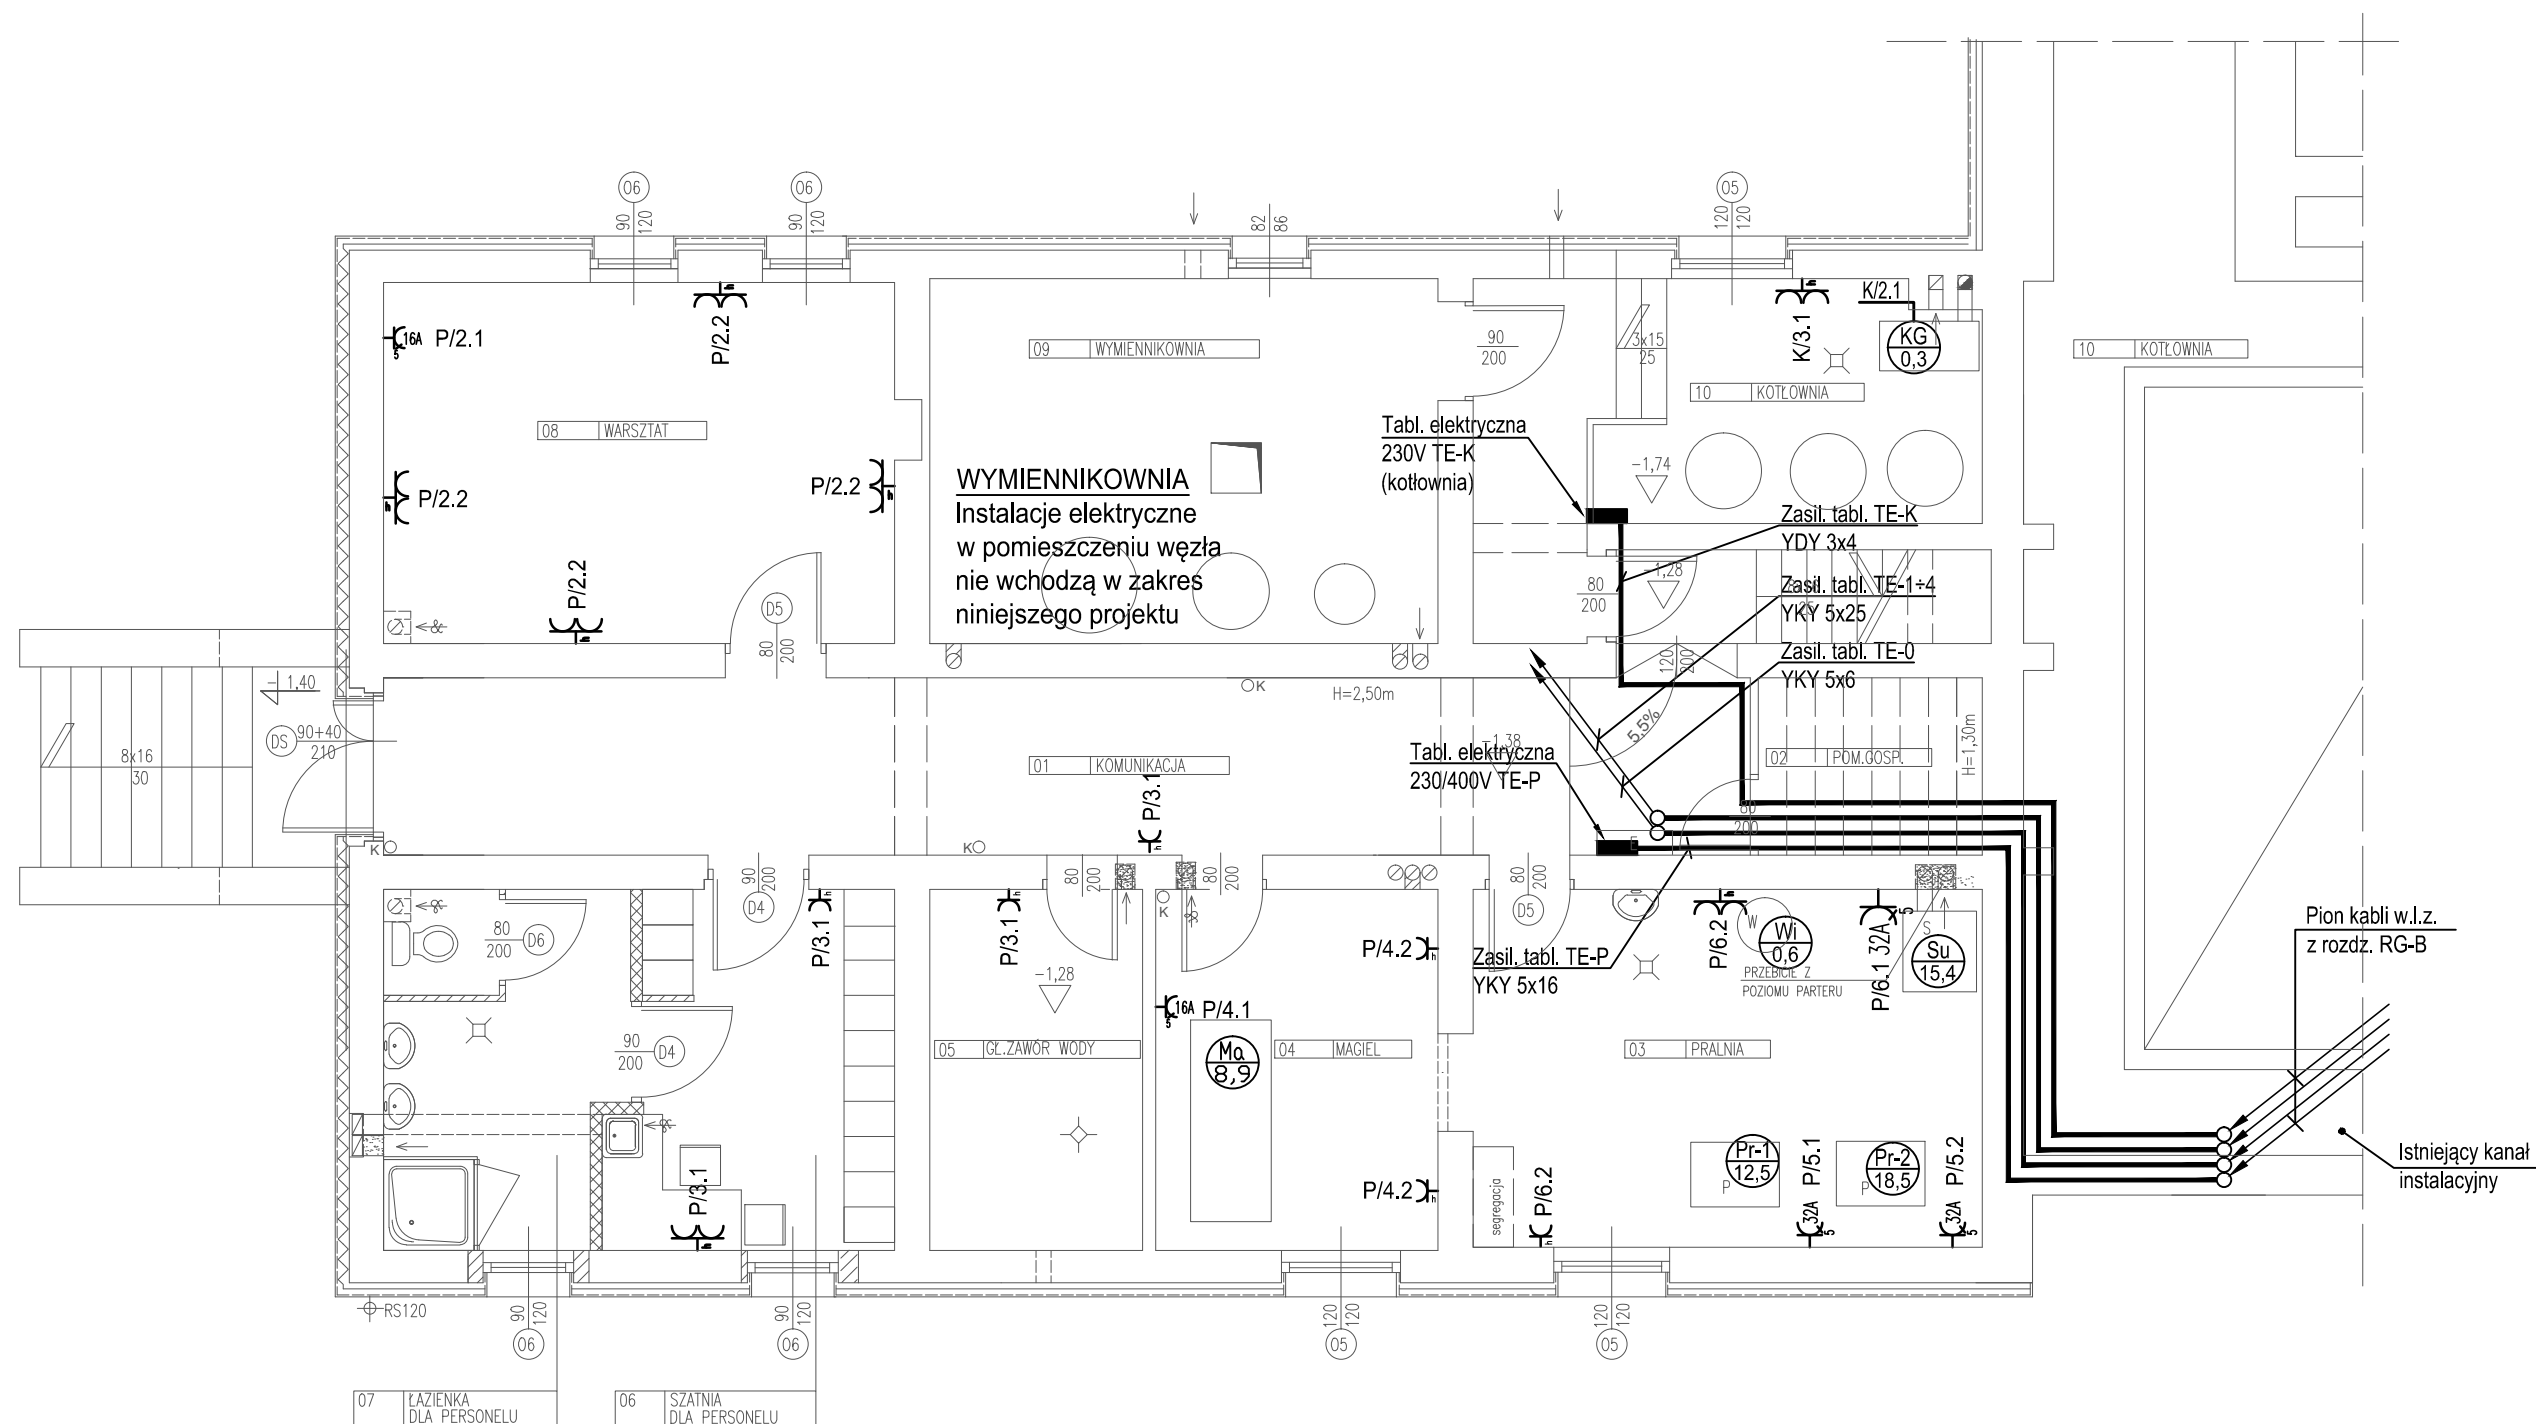 06
90
120
06
90
120
82
86
05
120
120
16A P/2.1
5
P/2.2
h
08 WARSZTAT
P/2.2
h
P/2.2
h
P/2.2
h
D5
80
200
09 WYMIENNIKOWNIA
WYMIENNIKOWNIA
Instalacje elektryczne
w pomieszczeniu węzła
nie wchodzą w zakres
niniejszego projektu
90
200
3x15
25
K/3.1
h
K/2.1
KG
0,3
10 KOTŁOWNIA
10 KOTŁOWNIA
Tabl. elektryczna
230V TE-K
(kotłownia)
-1,74
Zasil. tabl. TE-K
YDY 3x4
-1,28
80
200
Zasil. tabl. TE-1÷4
YKY 5x25
25
Zasil. tabl. TE-0
YKY 5x6
120
200
- 1,40
8x16
30
DS
90+40
210
K
K
H=2,50m
01 KOMUNIKACJA
P/3.1
h
K
-1,38
5,5%
Tabl. elektryczna
230/400V TE-P
E
02 POM.GOSP.
H=1,30m
80
200
90
200
D4
80
200
80
200
80
200
D5
80
200
D6
P/3.1
h
P/3.1
h
-1,28
K
16A P/4.1
5
P/4.2
h
Zasil. tabl. TE-P
YKY 5x16
P/6.2
h
W
Wi
0,6
PRZEBICIE Z
POZIOMU PARTERU
P/6.1 32A
5
S
Su
15,4
Pion kabli w.l.z.
z rozdz. RG-B
90
200
D4
05 GŁ.ZAWÓR WODY
Ma
8,9
04 MAGIEL
03 PRALNIA
P/3.1
h
P/4.2
h
segregacja
P/6.2
h
Pr-1
12,5
P
32A P/5.1
5
Pr-2
18,5
P
32A P/5.2
5
Istniejący kanał
instalacyjny
RS120
90
120
06
90
120
06
120
120
05
120
120
05
07 ŁAZIENKA
DLA PERSONELU
06 SZATNIA
DLA PERSONELU